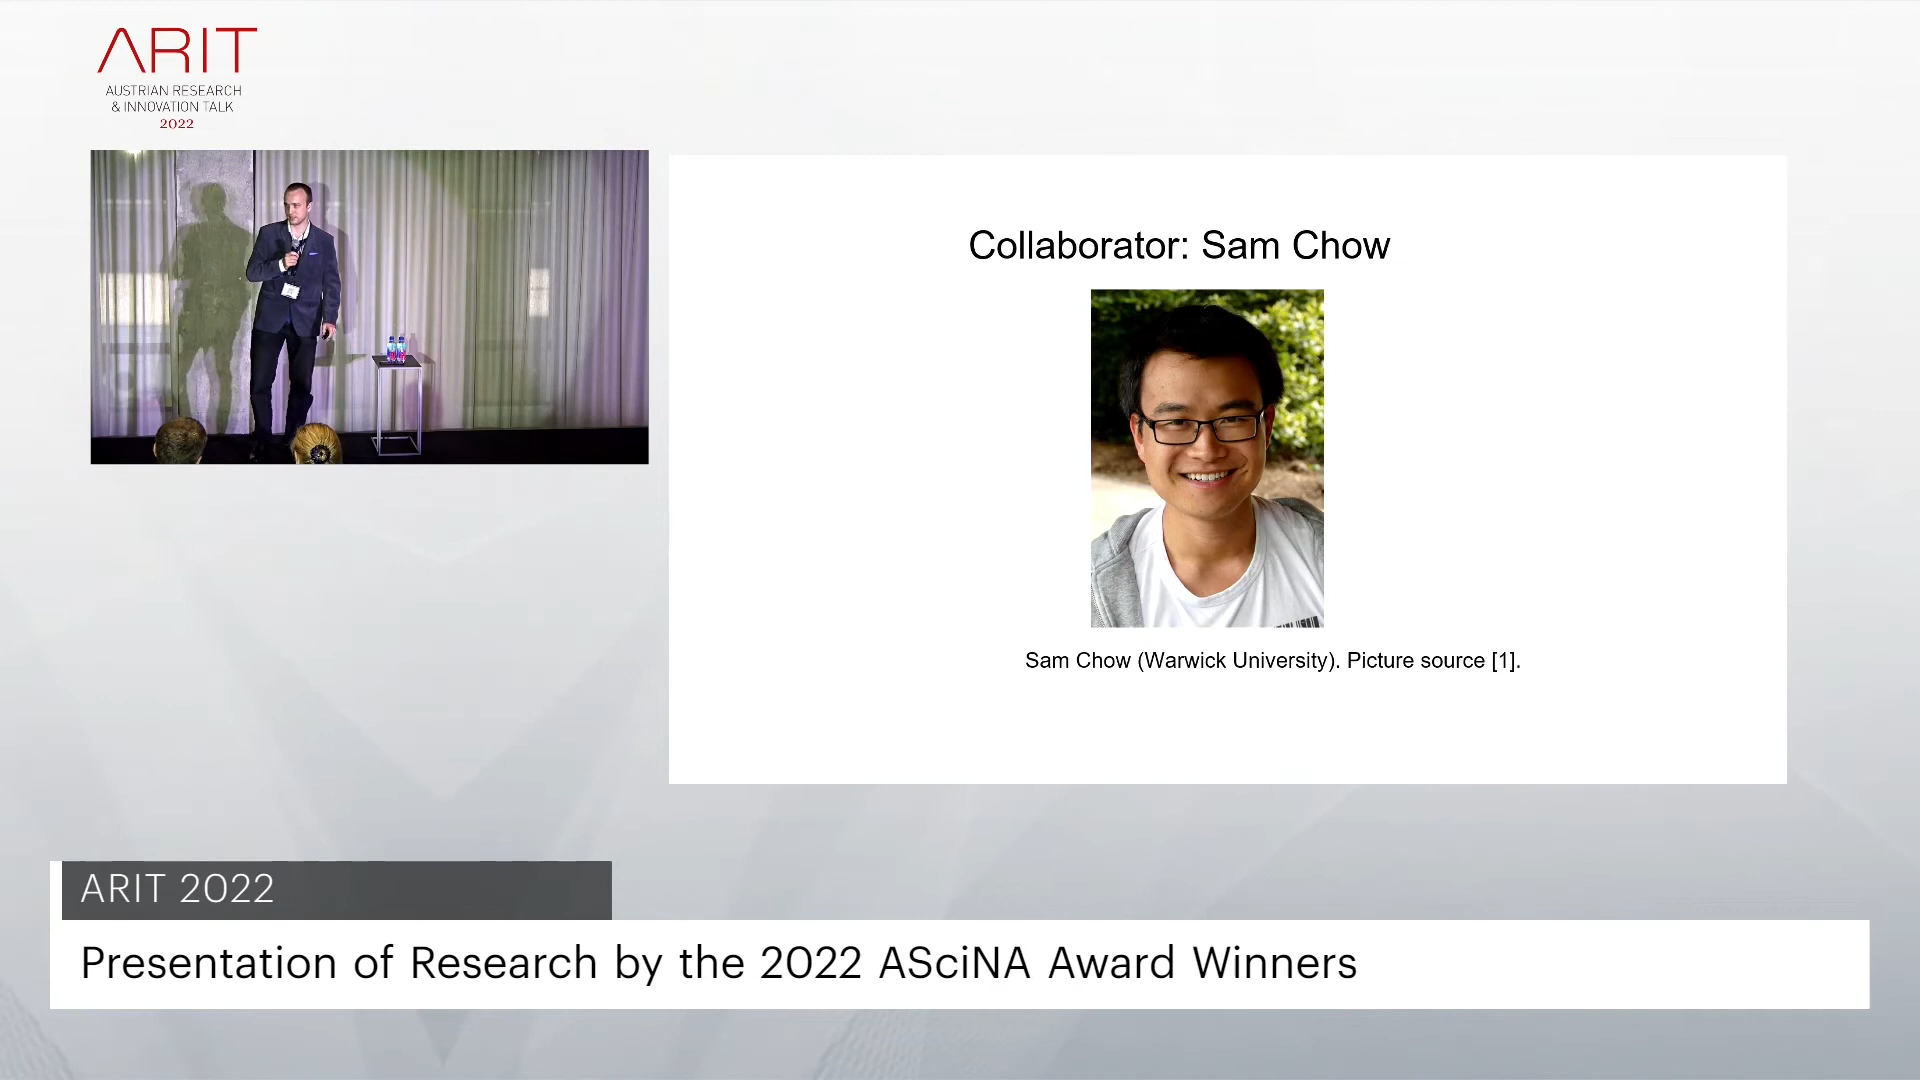 ARIT
AUSTRIAN RESEARCH
& INNOVATION TALK
2022
Collaborator: Sam Chow
Sam Chow (Warwick University). Picture source [1].
ARIT 2022
Presentation of Research by the 2022 ASciNA Award Winners